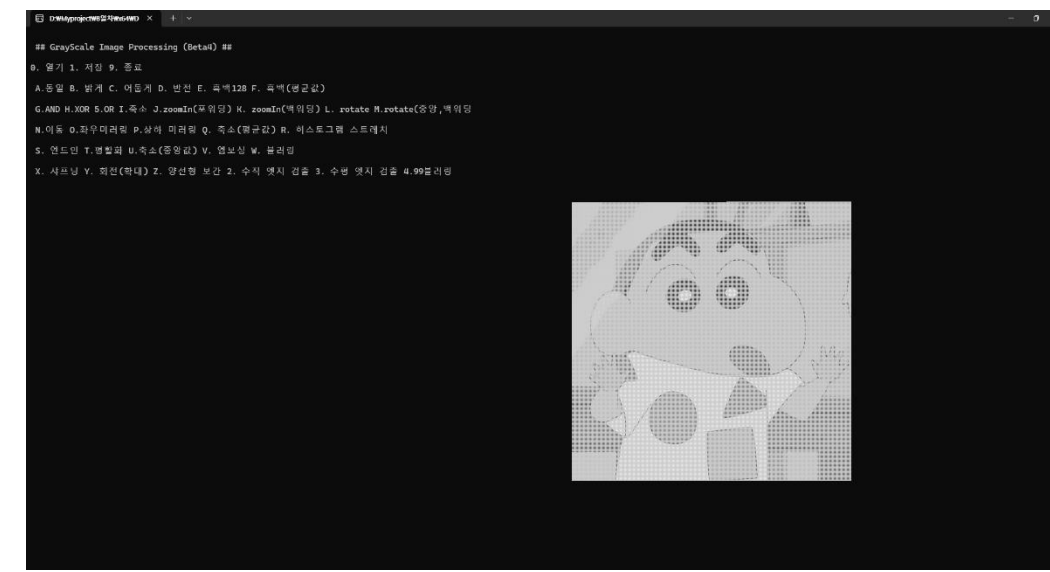 ## GrayScale Image Processing (Beta4) ##
0. 열기 1. 저장 9. 종료
A.동일 B. 밝게 C. 어둡게 D. 반전 E. 흑백128 F. 흑백(평균값)
G.AND H.XOR 5.OR I.축소 J.zoomIn(포워딩) K. zoomIn(백워딩) L. rotate M.rotate(중앙,백워딩
N.이동 O.좌우미러링 P.상하 미러링 Q. 축소(평균값) R. 히스토그램 스트레치
S. 엔드인 T.평활화 U.축소(중앙값) V. 엠보싱 W. 블러링
X. 샤프닝 Y. 회전(확대) Z. 양선형 보간 2. 수직 엣지 검출 3. 수평 엣지 검출 4.99블러링